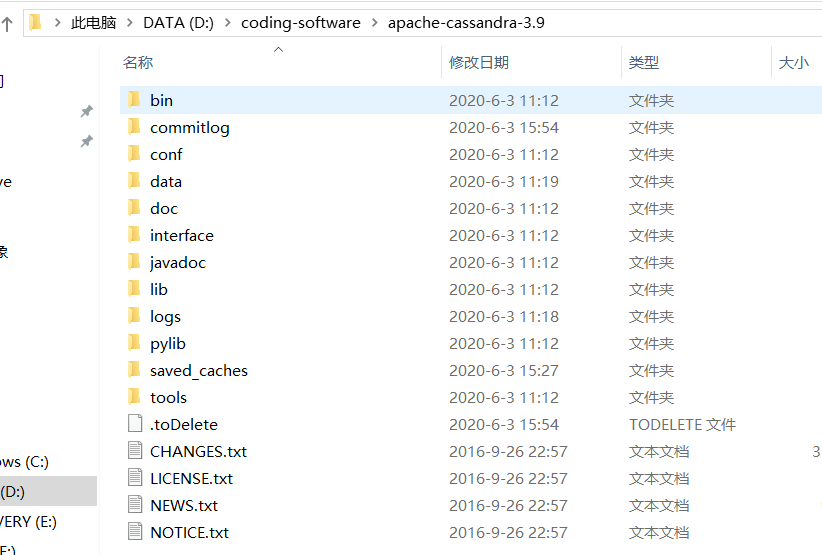 此电脑 > DATA (D:) > coding-software > apache-cassandra-3.9
名称 修改日期 类型 大小
bin 2020-6-3 11:12 文件夹
commitlog 2020-6-3 15:54 文件夹
conf 2020-6-3 11:12 文件夹
data 2020-6-3 11:19 文件夹
doc 2020-6-3 11:12 文件夹
interface 2020-6-3 11:12 文件夹
javadoc 2020-6-3 11:12 文件夹
lib 2020-6-3 11:12 文件夹
logs 2020-6-3 11:18 文件夹
pylib 2020-6-3 11:12 文件夹
saved_caches 2020-6-3 15:27 文件夹
tools 2020-6-3 11:12 文件夹
.toDelete 2020-6-3 15:54 TODELETE 文件
CHANGES.txt 2016-9-26 22:57 文本文档 3
LICENSE.txt 2016-9-26 22:57 文本文档
NEWS.txt 2016-9-26 22:57 文本文档
NOTICE.txt 2016-9-26 22:57 文本文档
ve
象
ows (C:)
(D:)
VERY (E:)